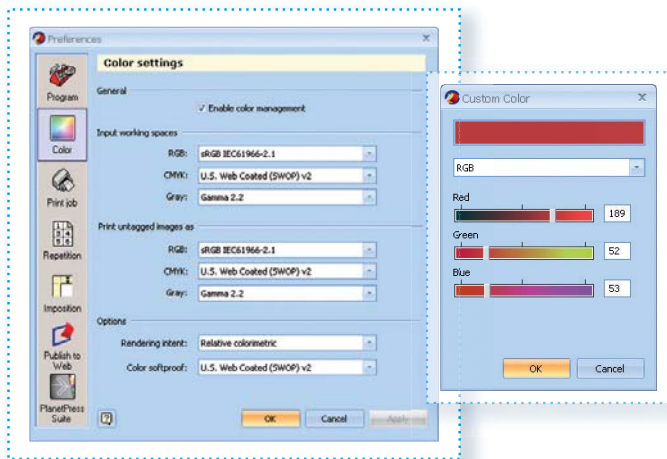 Preferences
Color settings
Program
Color
Print job
Repetition
Imposition
Publish to
Web
PlanetPress
Suite
General
Enable color management
Input working spaces
RGB: sRGB IEC61966-2.1
CMYK: U.S. Web Coated (SWOP) v2
Gray: Gamma 2.2
Print untagged images as
RGB: sRGB IEC61966-2.1
CMYK: U.S. Web Coated (SWOP) v2
Gray: Gamma 2.2
Options
Rendering intent: Relative colorimetric
Color softproof: U.S. Web Coated (SWOP) v2
OK Cancel Apply
Custom Color
RGB
Red
189
Green
52
Blue
53
OK Cancel